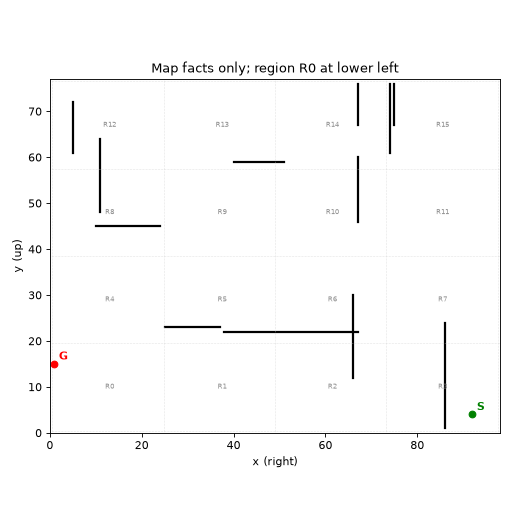 Map facts only; region R0 at lower left
70
60
50
40
30
20
10
0
y (up)
R12 R13 R14 R15
R8 R9 R10 R11
R4 R5 R6 R7
G
R0 R1 R2
S
0 20 40 60 80
x (right)